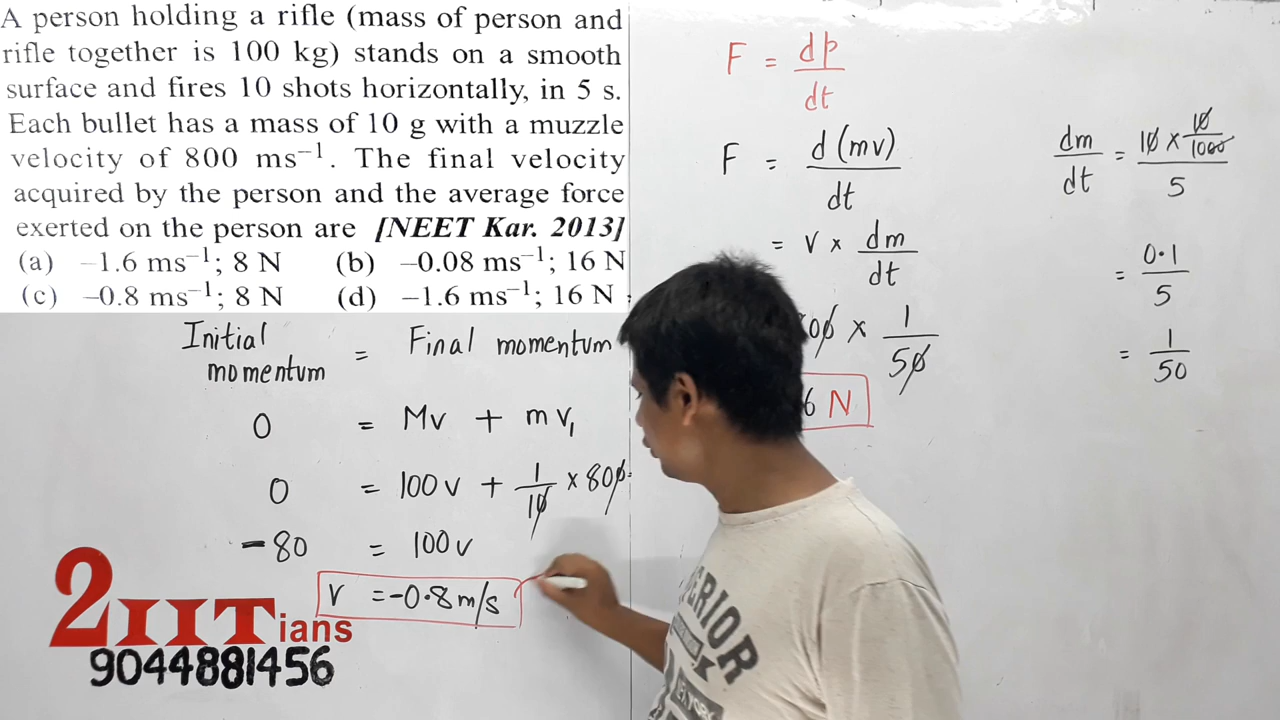 A person holding a rifle (mass of person and
rifle together is 100 kg) stands on a smooth
surface and fires 10 shots horizontally, in 5 s.
Each bullet has a mass of 10 g with a muzzle
velocity of 800 ms⁻¹. The final velocity
acquired by the person and the average force
exerted on the person are [NEET Kar. 2013]
(a) –1.6 ms⁻¹; 8 N (b) –0.08 ms⁻¹; 16 N
(c) –0.8 ms⁻¹; 8 N (d) –1.6 ms⁻¹; 16 N
Initial momentum = Final momentum
0 = Mv + mv₁
0 = 100v + 1/10 × 800
-80 = 100v
v = -0.8 m/s
F = dp/dt
F = d(mv)/dt
= v × dm/dt
× 1/50
6 N
dm/dt = 10 × 10/1000 / 5
= 0.1/5
= 1/50
2IITians
9044881456